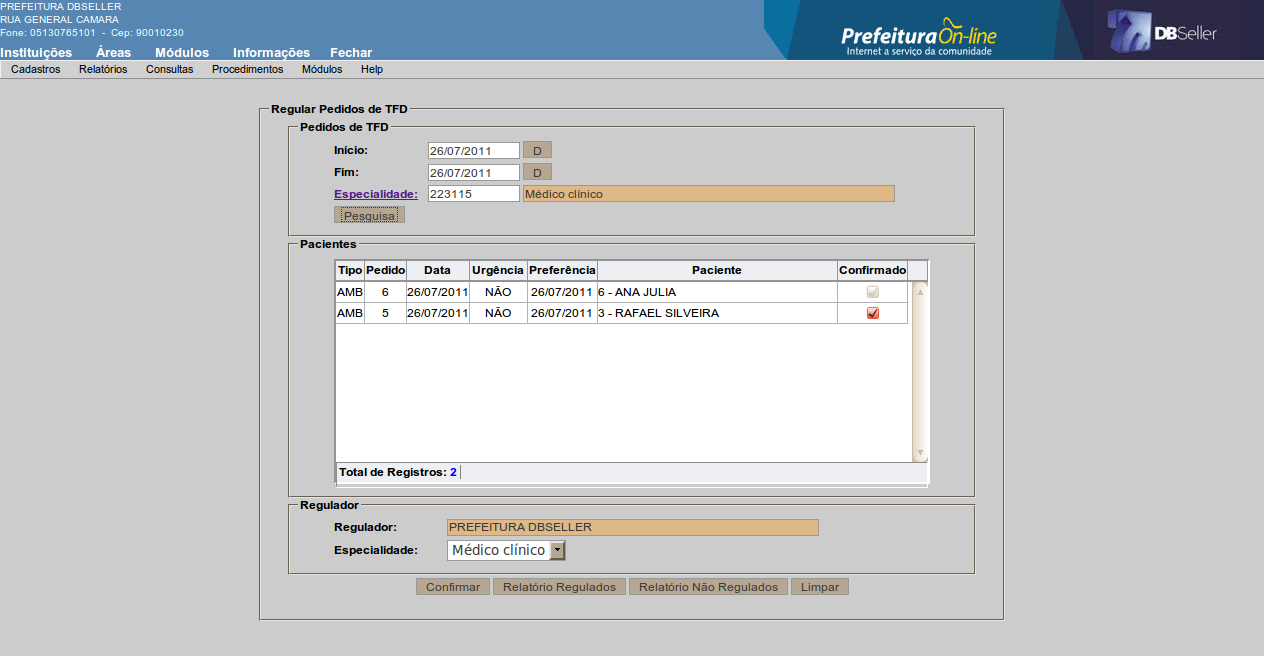 PREFEITURA DBSELLER
RUA GENERAL CAMARA
Fone: 05130765101 - Cep: 90010230
Instituições Áreas Módulos Informações Fechar
Prefeitura On-line
Internet a serviço da comunidade
DBSeller
Cadastros Relatórios Consultas Procedimentos Módulos Help
Regular Pedidos de TFD
Pedidos de TFD
Início: 26/07/2011 D
Fim: 26/07/2011 D
Especialidade: 223115 Médico clínico
Pesquisa
Pacientes
Tipo Pedido Data Urgência Preferência Paciente Confirmado
AMB 6 26/07/2011 NÃO 26/07/2011 6 - ANA JULIA
AMB 5 26/07/2011 NÃO 26/07/2011 3 - RAFAEL SILVEIRA
Total de Registros: 2
Regulador
Regulador: PREFEITURA DBSELLER
Especialidade: Médico clínico
Confirmar Relatório Regulados Relatório Não Regulados Limpar